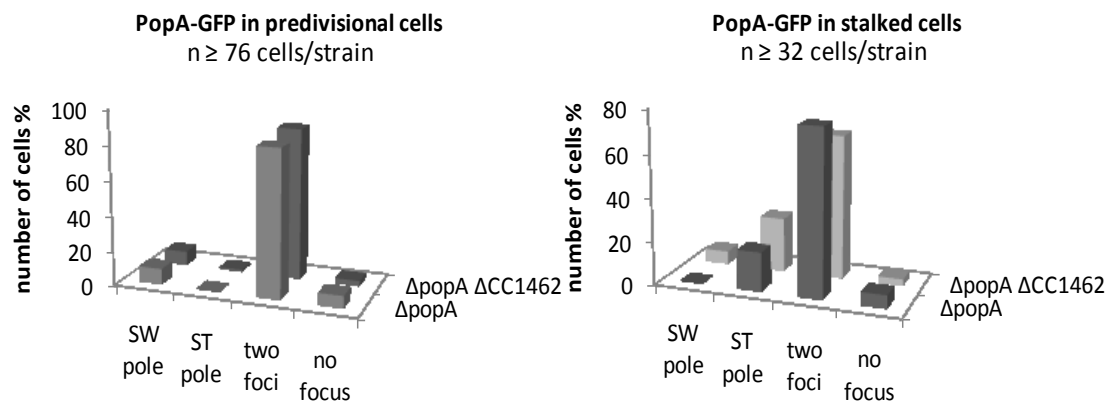 PopA-GFP in predivisional cells
n ≥ 76 cells/strain
number of cells %
100
80
60
40
20
0
SW pole
ST pole
two foci
no focus
ΔpopA ΔCC1462
ΔpopA
PopA-GFP in stalked cells
n ≥ 32 cells/strain
number of cells %
80
60
40
20
0
SW pole
ST pole
two foci
no focus
ΔpopA ΔCC1462
ΔpopA